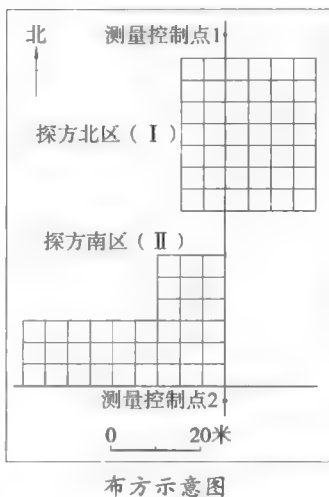 北
测量控制点1
探方北区（Ⅰ）
探方南区（Ⅱ）
测量控制点2
0 20米
布方示意图